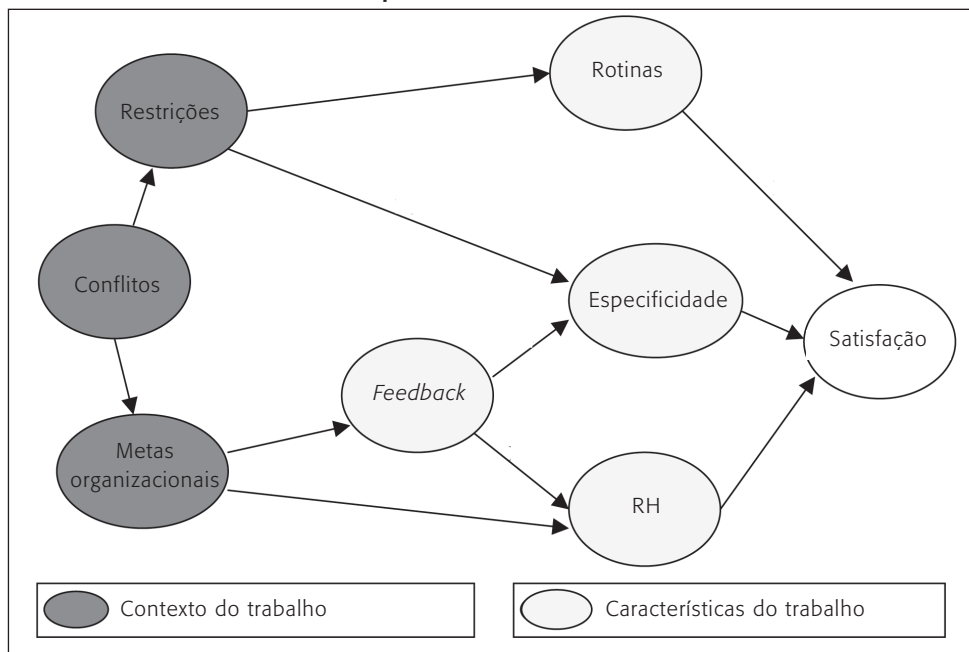 Rotinas
Restrições
Conflitos
Especificidade
Satisfação
Feedback
Metas
organizacionais
RH
Contexto do trabalho
Características do trabalho